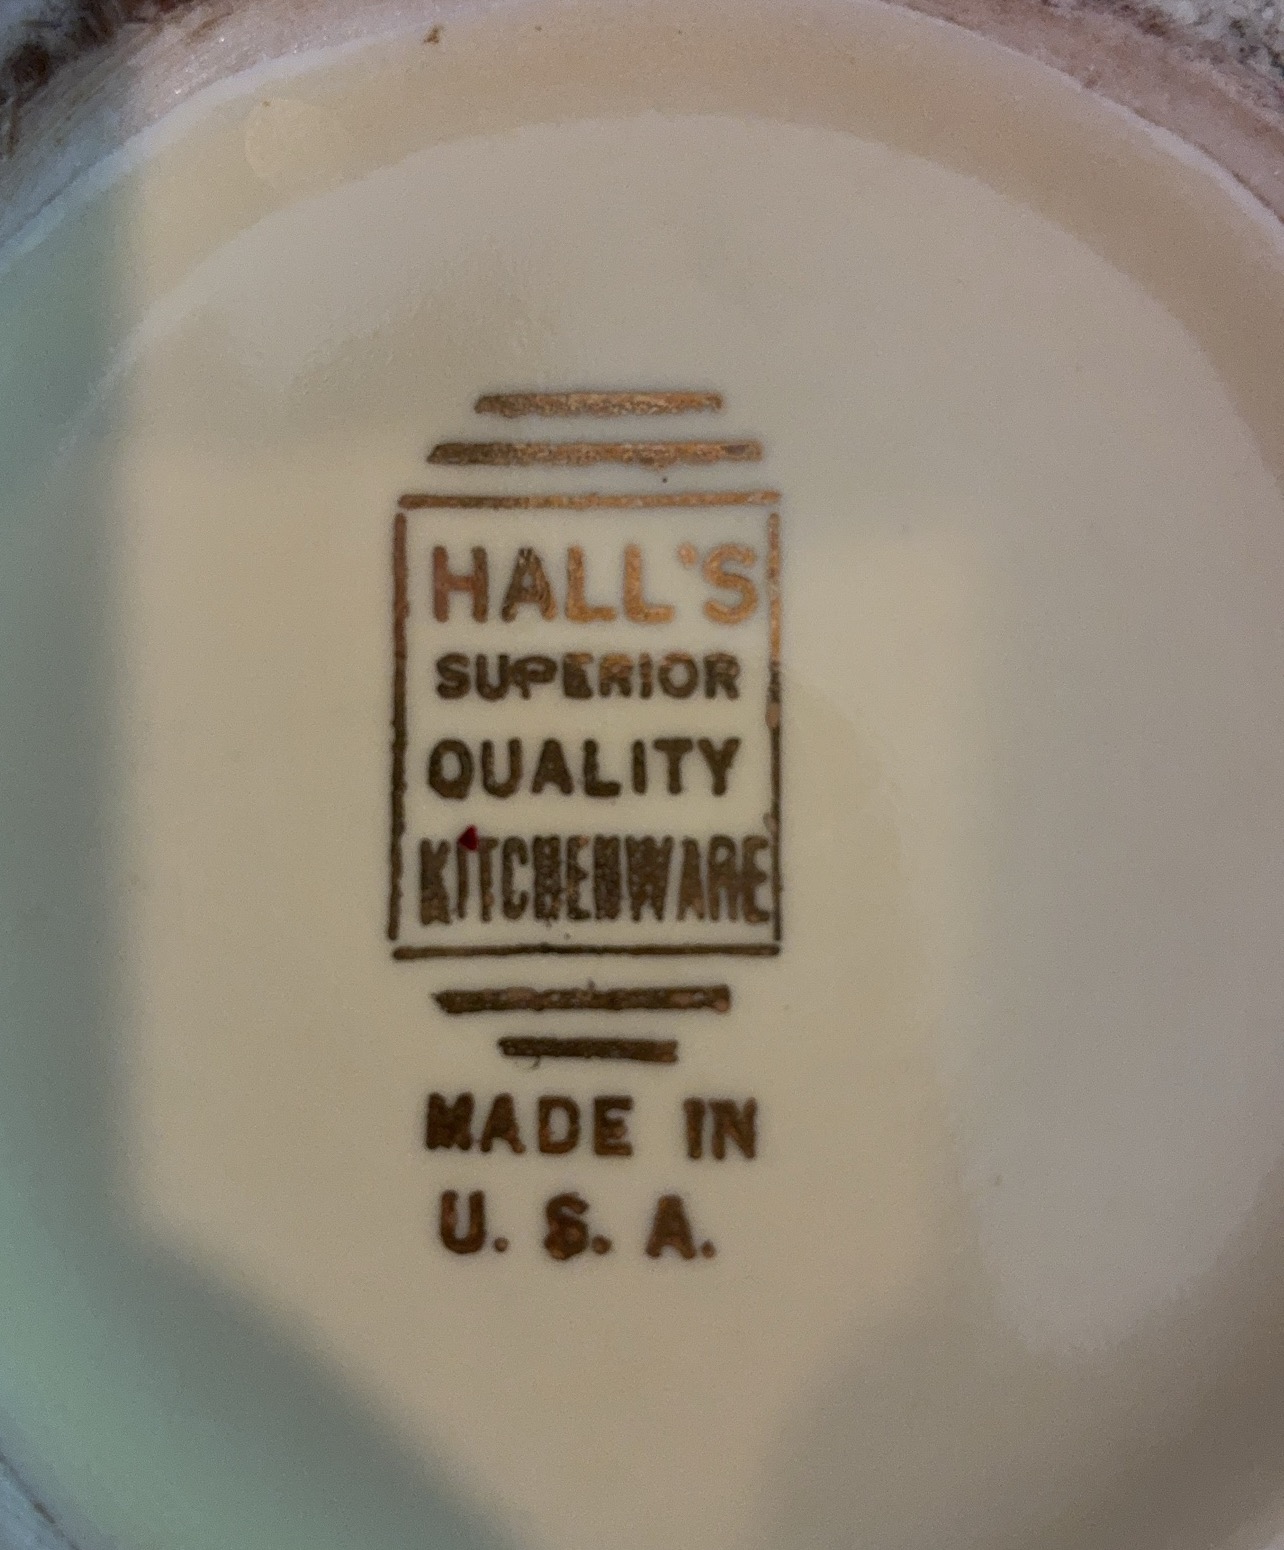 HALL'S
SUPERIOR
QUALITY
KITCHENWARE
MADE IN
U. S. A.